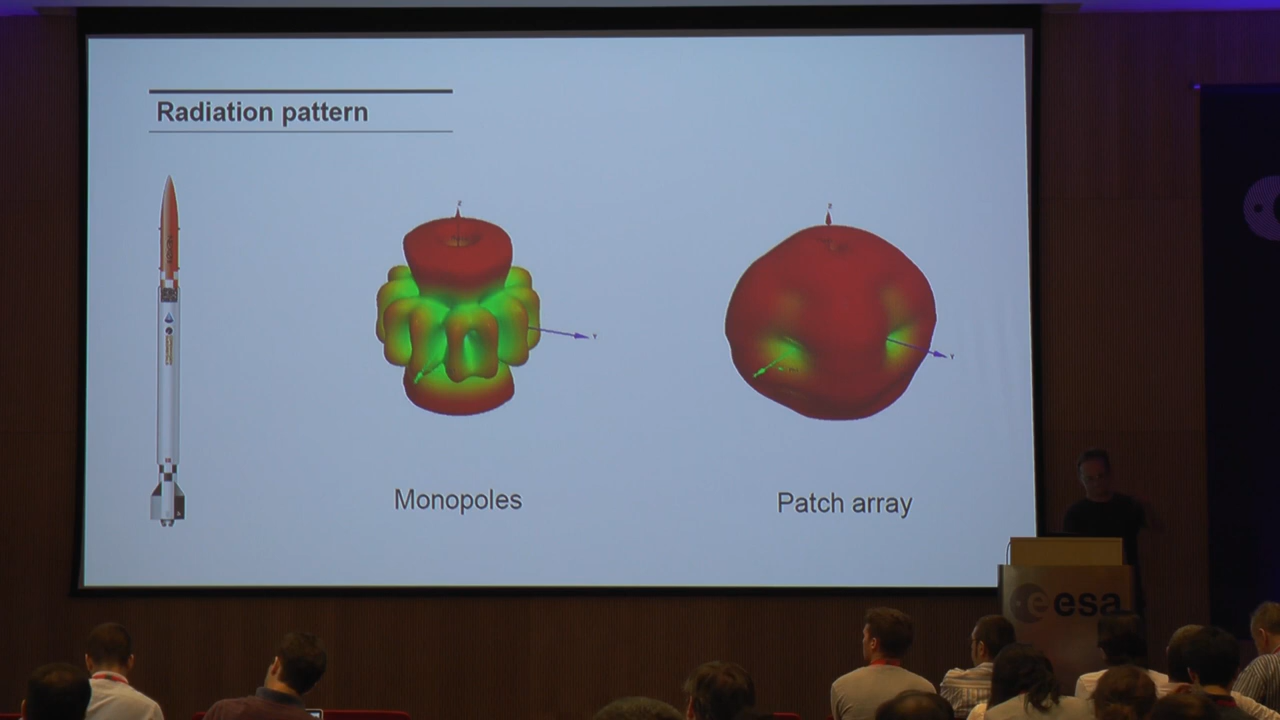 Radiation pattern
Z
Y
Z
Y
Monopoles
Patch array
esa